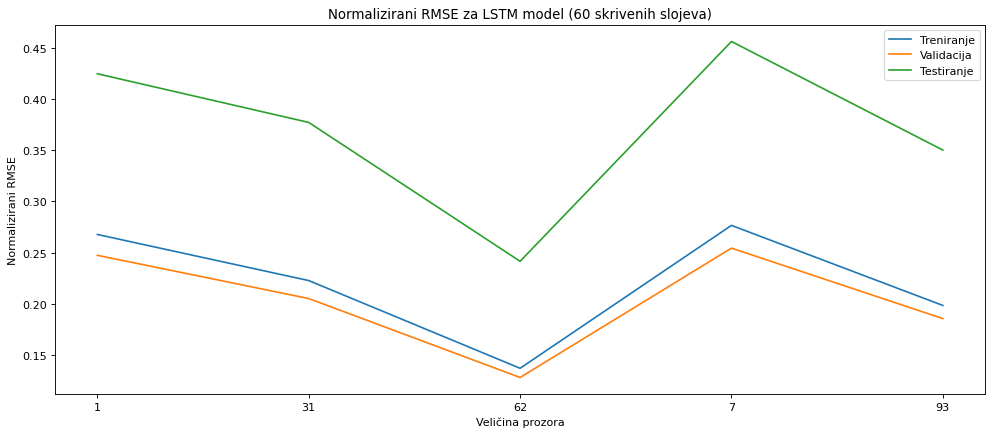 Normalizirani RMSE za LSTM model (60 skrivenih slojeva)
Treniranje
Validacija
Testiranje
Normalizirani RMSE
0.45
0.40
0.35
0.30
0.25
0.20
0.15
1 31 62 7 93
Veličina prozora